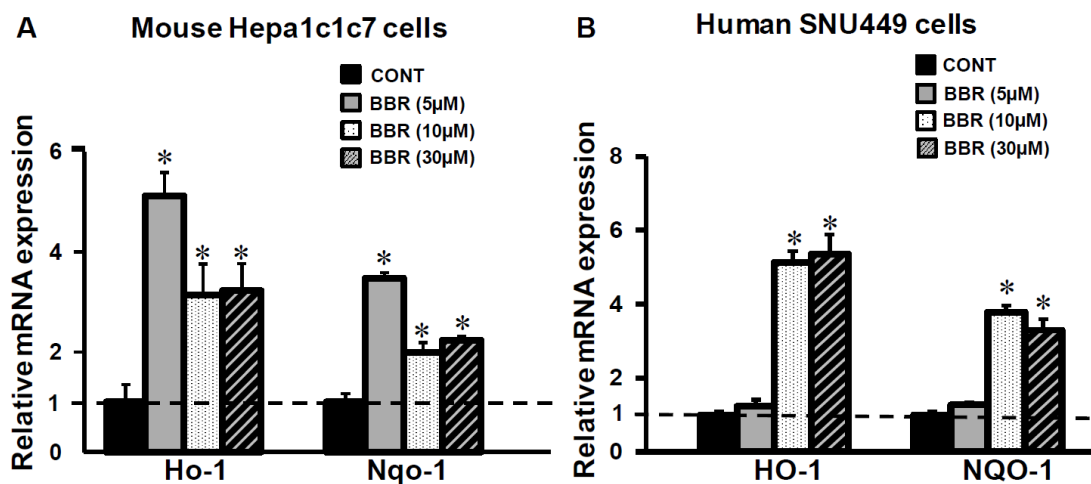 A Mouse Hepa1c1c7 cells
CONT
BBR (5µM)
BBR (10µM)
BBR (30µM)
Relative mRNA expression
6
4
2
1
0
*
*
*
*
*
*
Ho-1 Nqo-1
B Human SNU449 cells
CONT
BBR (5µM)
BBR (10µM)
BBR (30µM)
Relative mRNA expression
8
6
4
2
1
0
*
*
*
*
HO-1 NQO-1